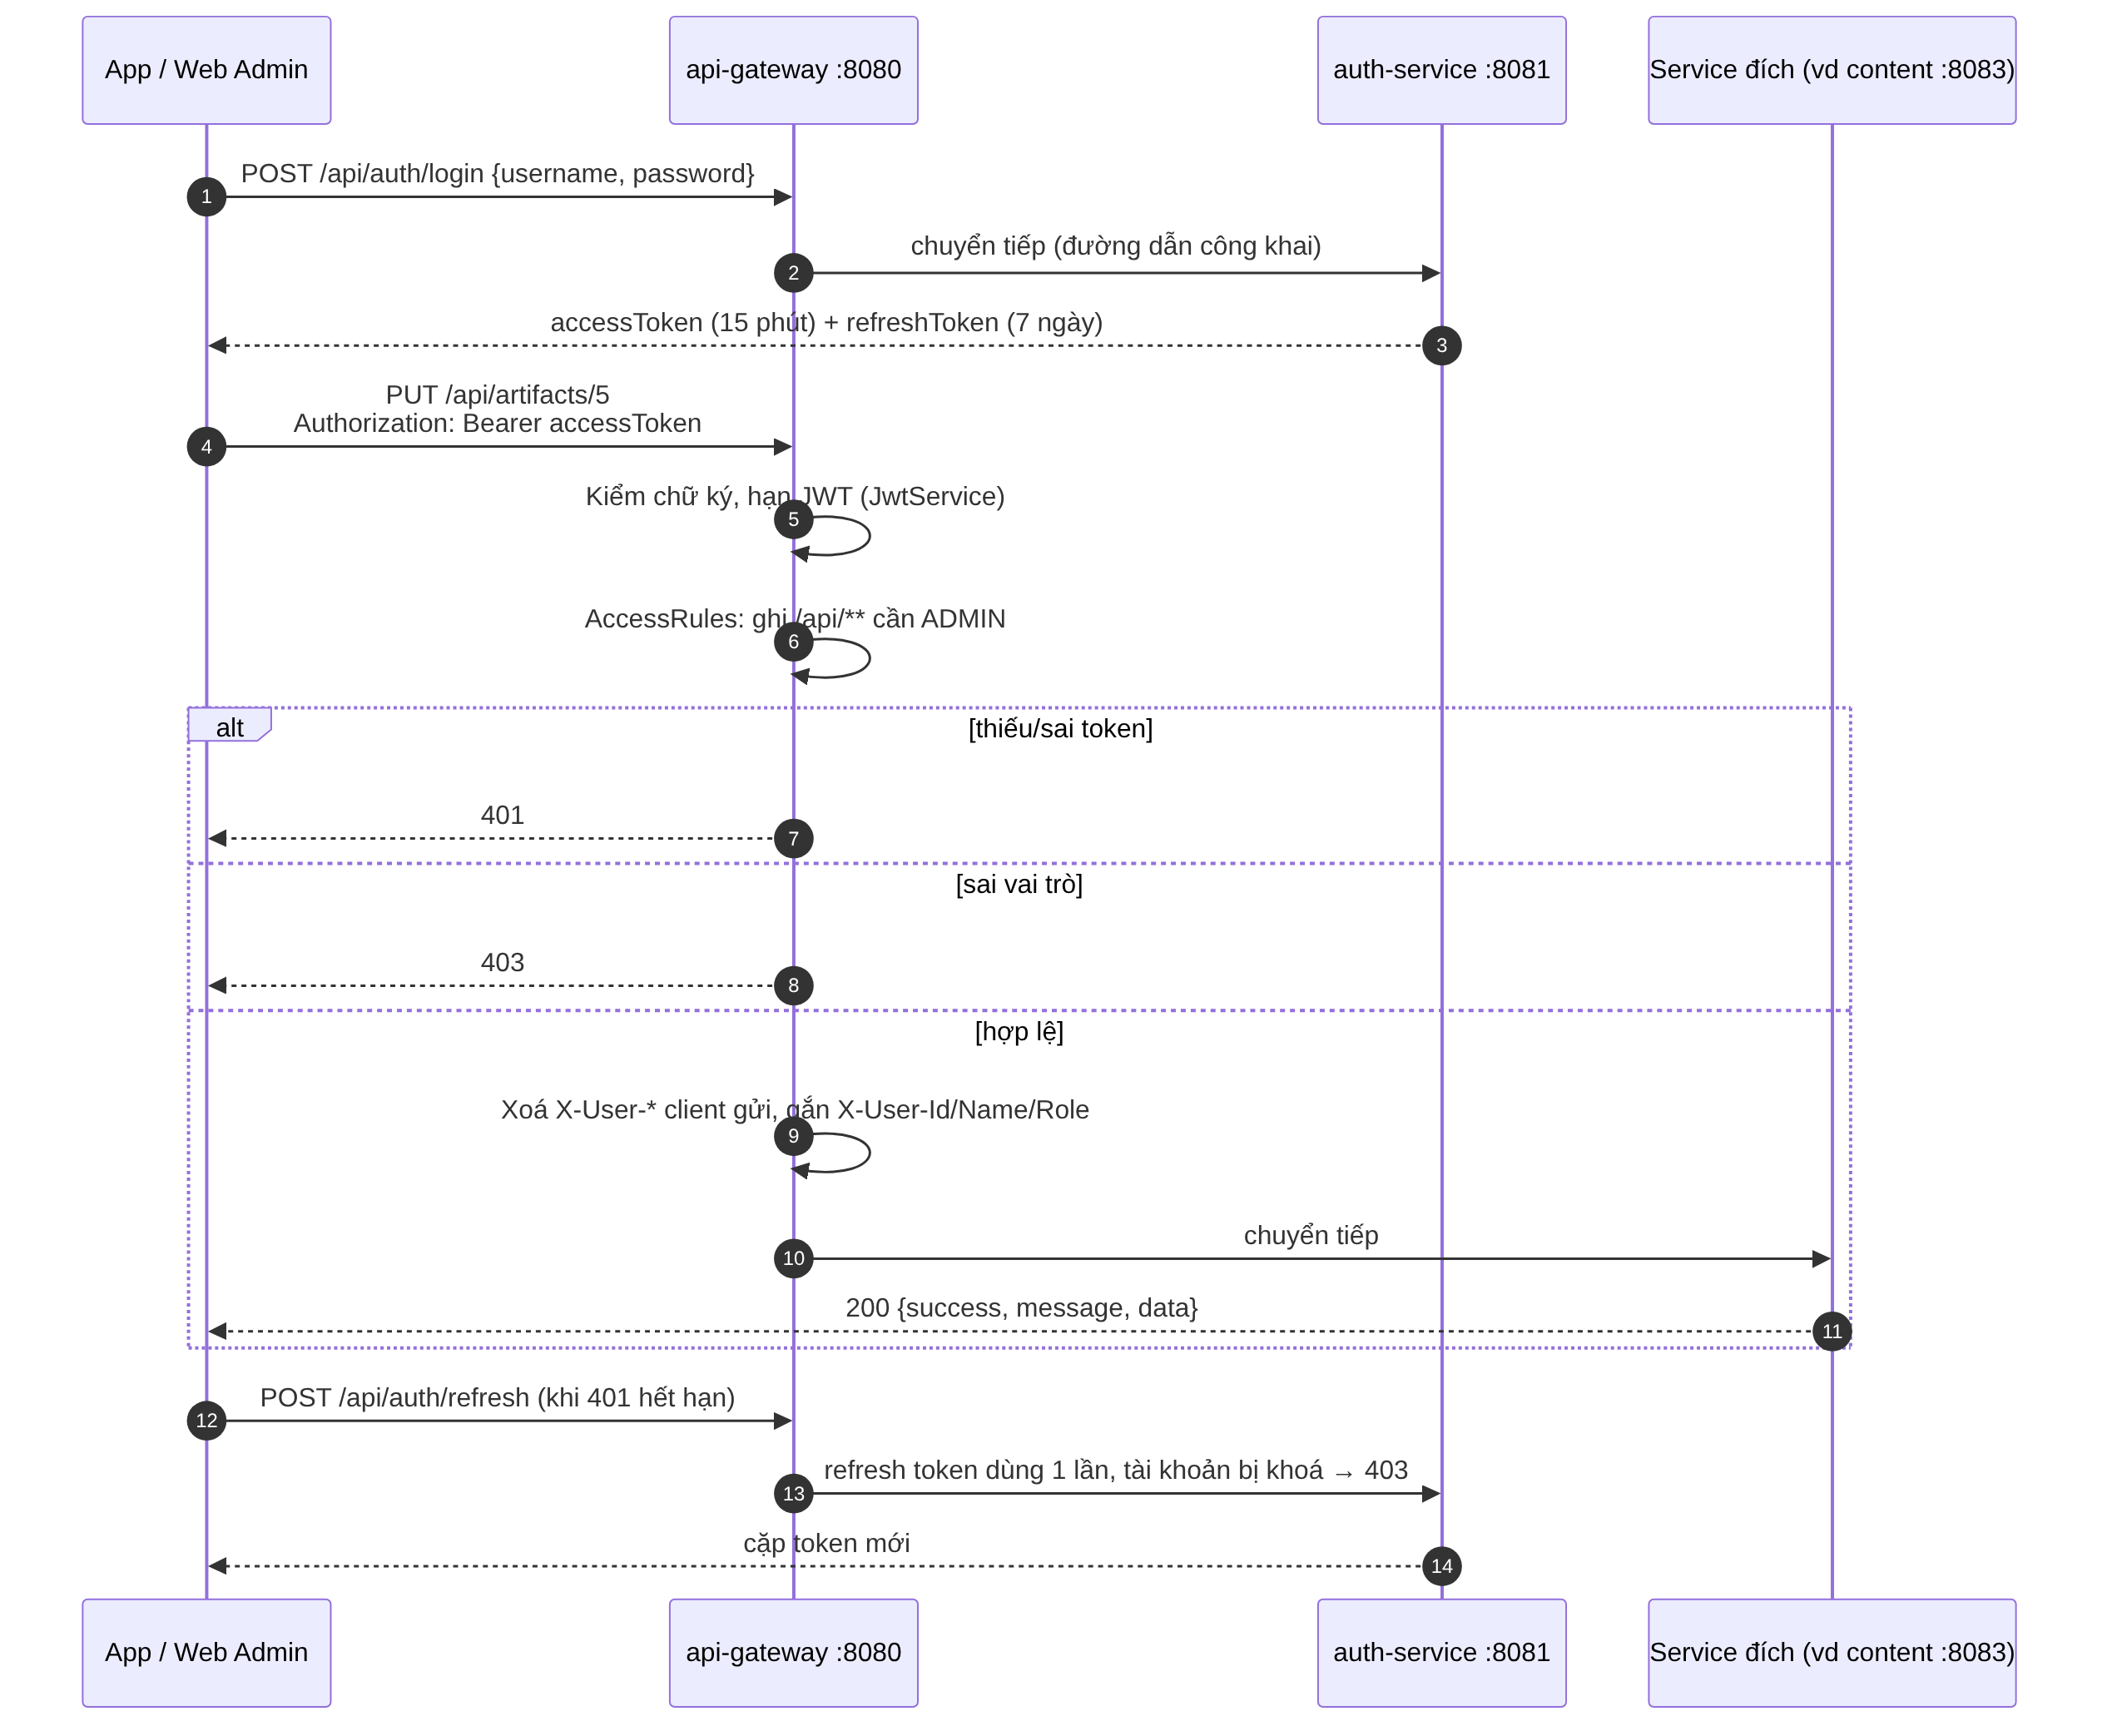 App / Web Admin
api-gateway :8080
auth-service :8081
Service đích (vd content :8083)
POST /api/auth/login {username, password}
1
chuyển tiếp (đường dẫn công khai)
2
accessToken (15 phút) + refreshToken (7 ngày)
3
PUT /api/artifacts/5
Authorization: Bearer accessToken
4
Kiểm chữ ký, hạn JWT (JwtService)
5
AccessRules: ghi /api/** cần ADMIN
6
alt
[thiếu/sai token]
401
7
[sai vai trò]
403
8
[hợp lệ]
Xoá X-User-* client gửi, gắn X-User-Id/Name/Role
9
chuyển tiếp
10
200 {success, message, data}
11
POST /api/auth/refresh (khi 401 hết hạn)
12
refresh token dùng 1 lần, tài khoản bị khoá → 403
13
cặp token mới
14
App / Web Admin
api-gateway :8080
auth-service :8081
Service đích (vd content :8083)